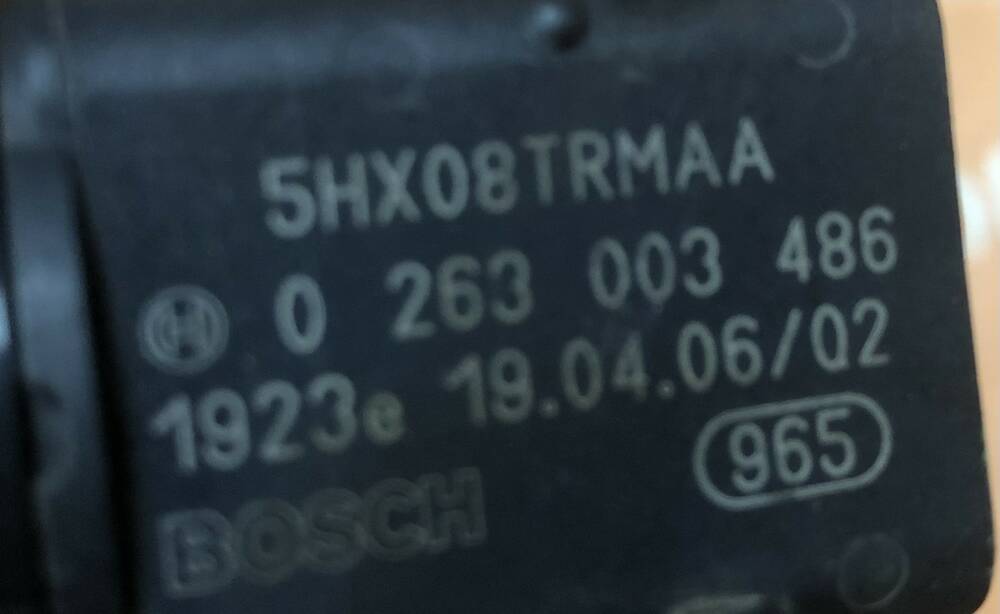 5HX08TRMAA
0 263 003 486
1923e 19.04.06/02
965
BOSCH